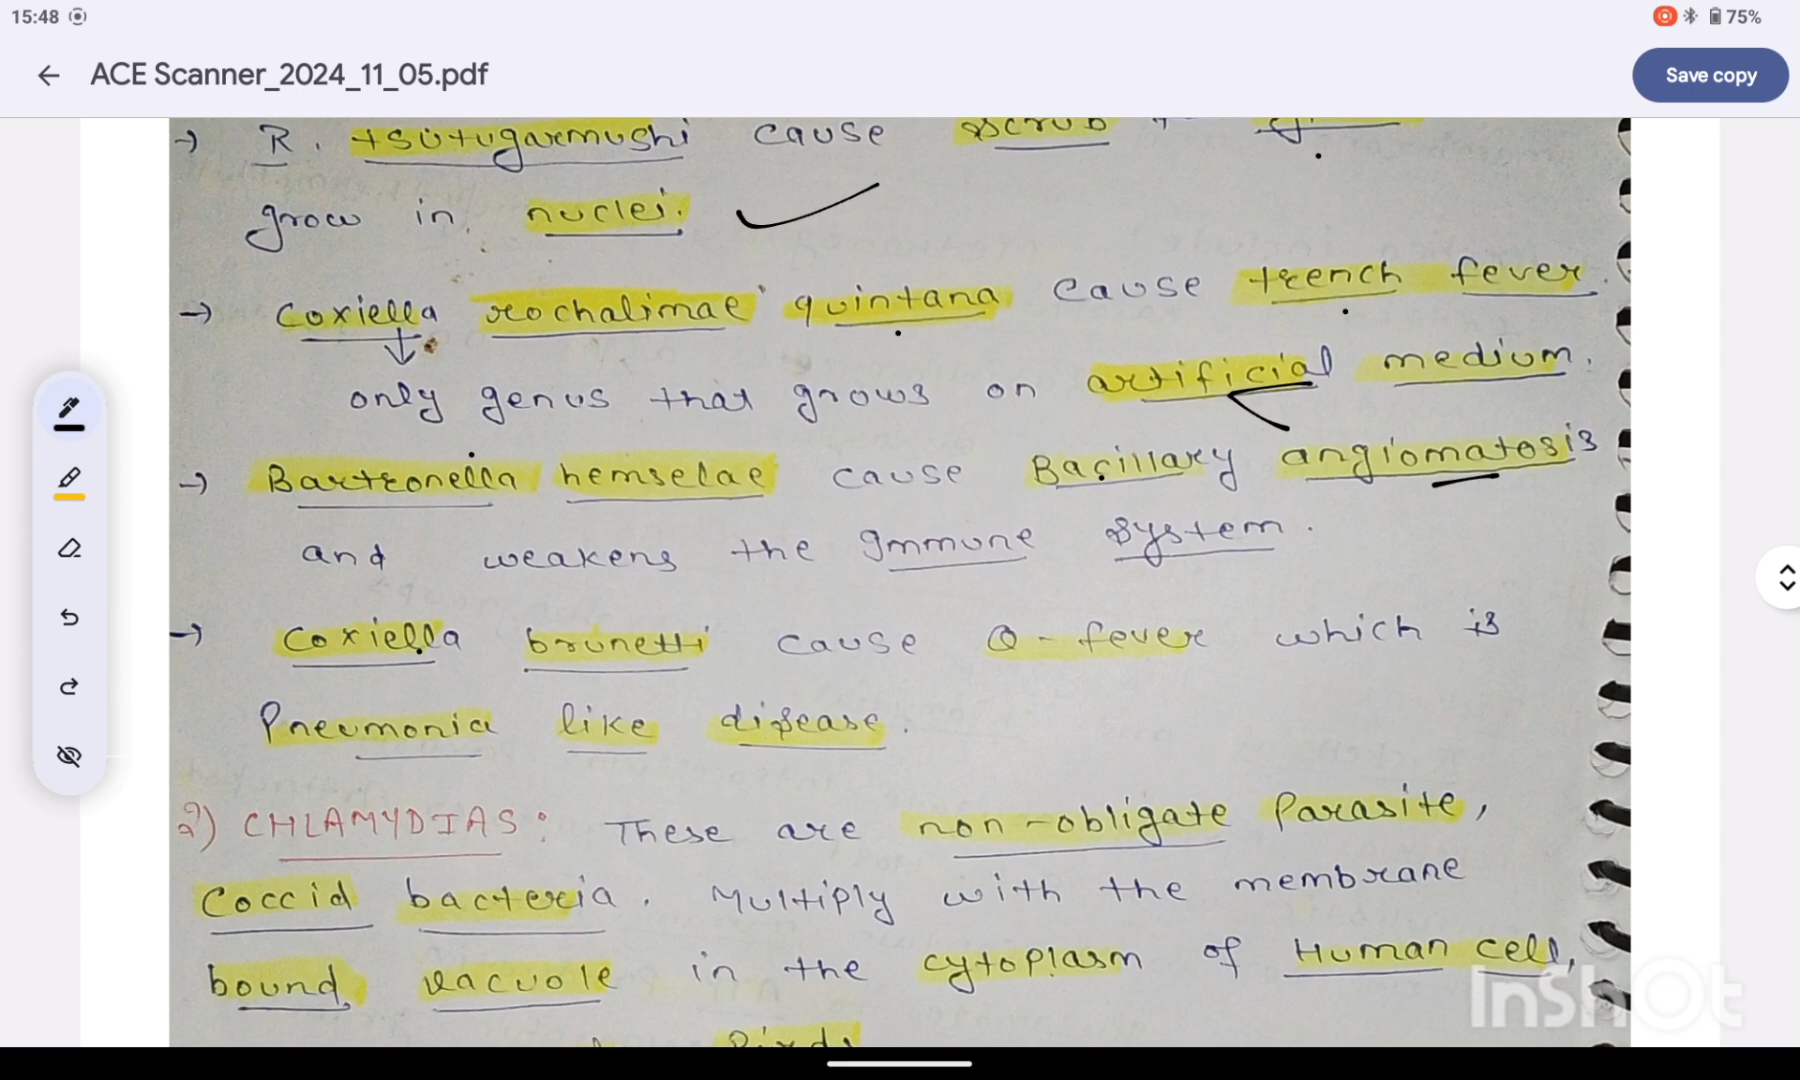 15:48
75%
ACE Scanner_2024_11_05.pdf
Save copy
→ R. tsutugarmushi cause scrub
grow in nuclei.
→ Coxiella rochalimae quintana cause trench fever.
only genus that grows on artificial medium.
→ Bartronella hemselae cause Bacillary angiomatosis
and weakens the Immune system.
→ Coxiella brunetti cause Q-fever which is
Pneumonia like disease.
2) CHLAMYDIAS: These are non-obligate Parasite,
Coccid bacteria. Multiply with the membrane
bound vacuole in the cytoplasm of Human cell,
InShot